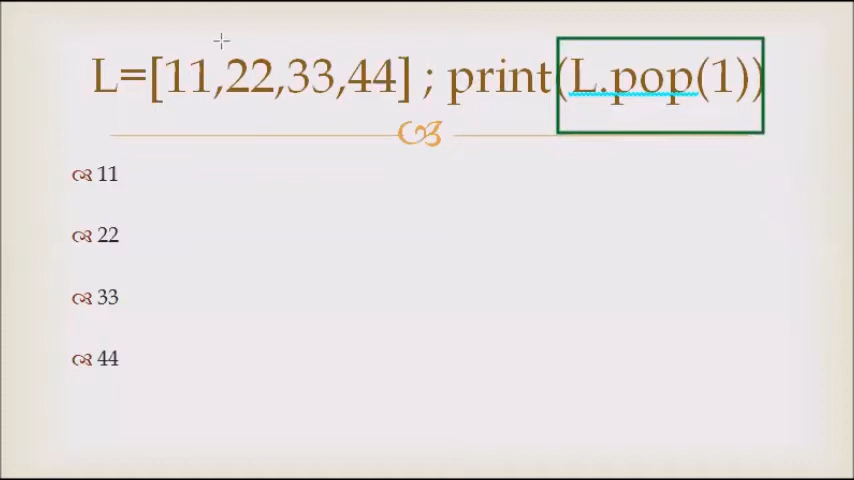 L=[11,22,33,44] ; print(L.pop(1))
11
22
33
44